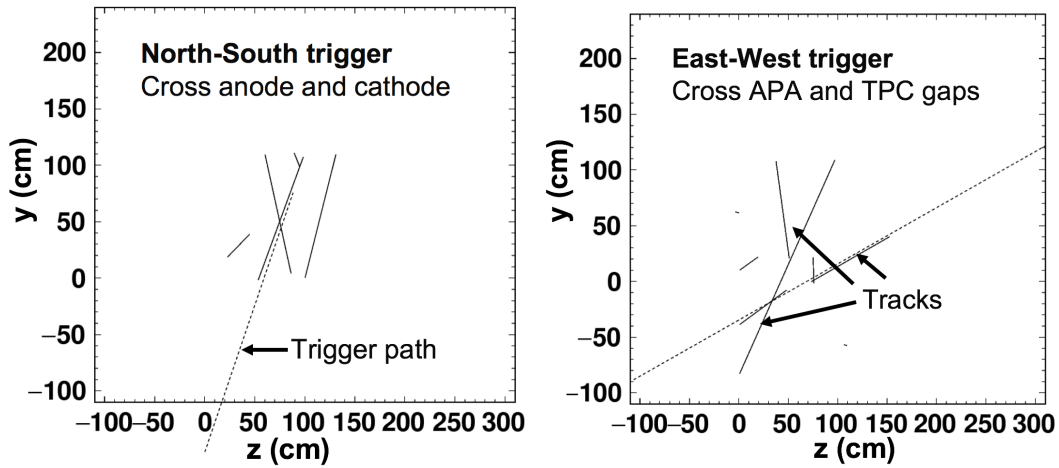 North-South trigger
Cross anode and cathode
200
150
100
50
0
−50
−100
y (cm)
Trigger path
−100−50 0 50 100 150 200 250 300
z (cm)
East-West trigger
Cross APA and TPC gaps
200
150
100
50
0
−50
−100
y (cm)
Tracks
−100−50 0 50 100 150 200 250 300
z (cm)